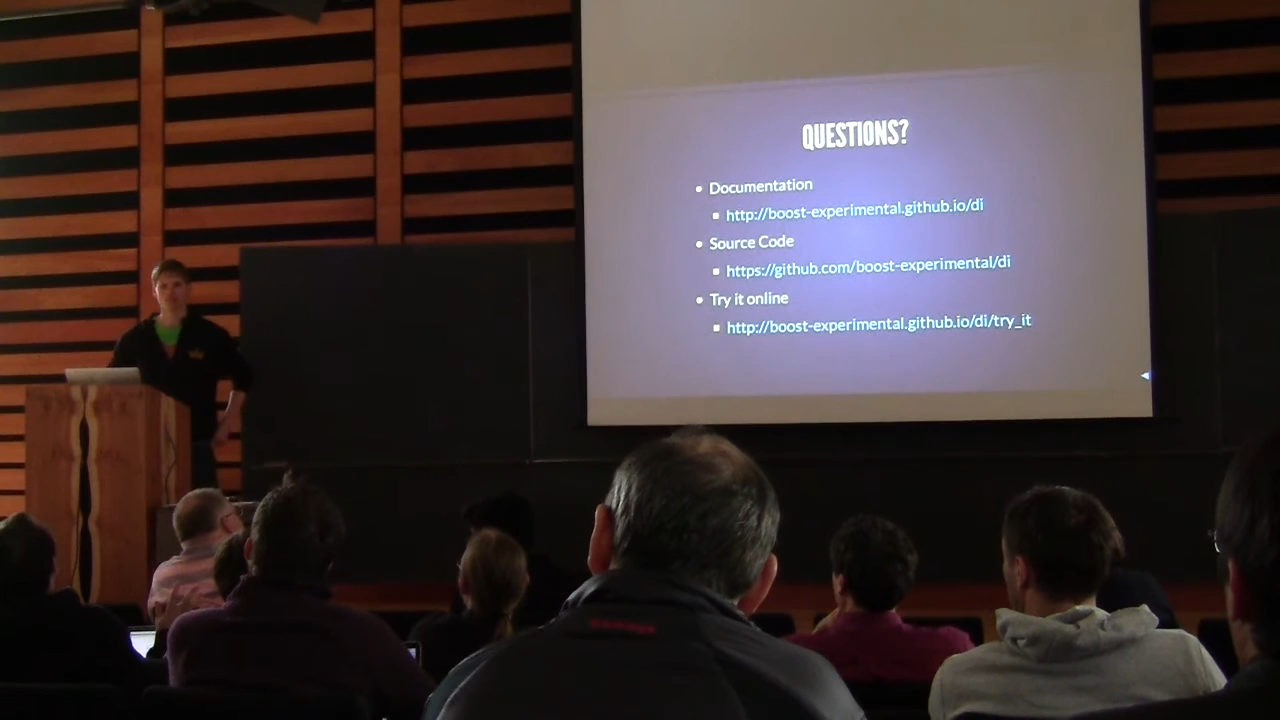 QUESTIONS?
Documentation
http://boost-experimental.github.io/di
Source Code
https://github.com/boost-experimental/di
Try it online
http://boost-experimental.github.io/di/try_it